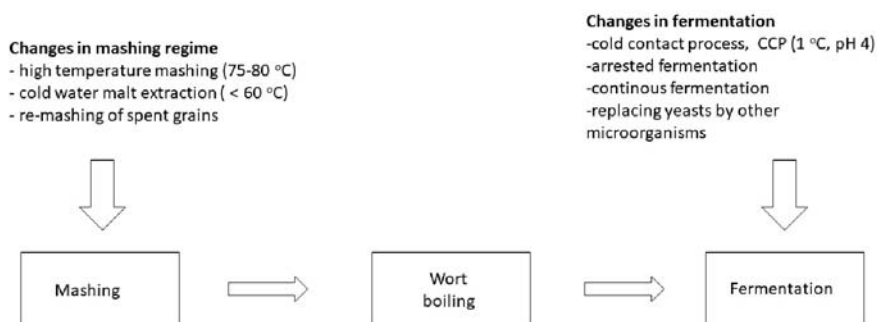 Changes in mashing regime
- high temperature mashing (75-80 °C)
- cold water malt extraction ( < 60 °C)
- re-mashing of spent grains
Changes in fermentation
-cold contact process, CCP (1 °C, pH 4)
-arrested fermentation
-continous fermentation
-replacing yeasts by other
microorganisms
Mashing
Wort
boiling
Fermentation